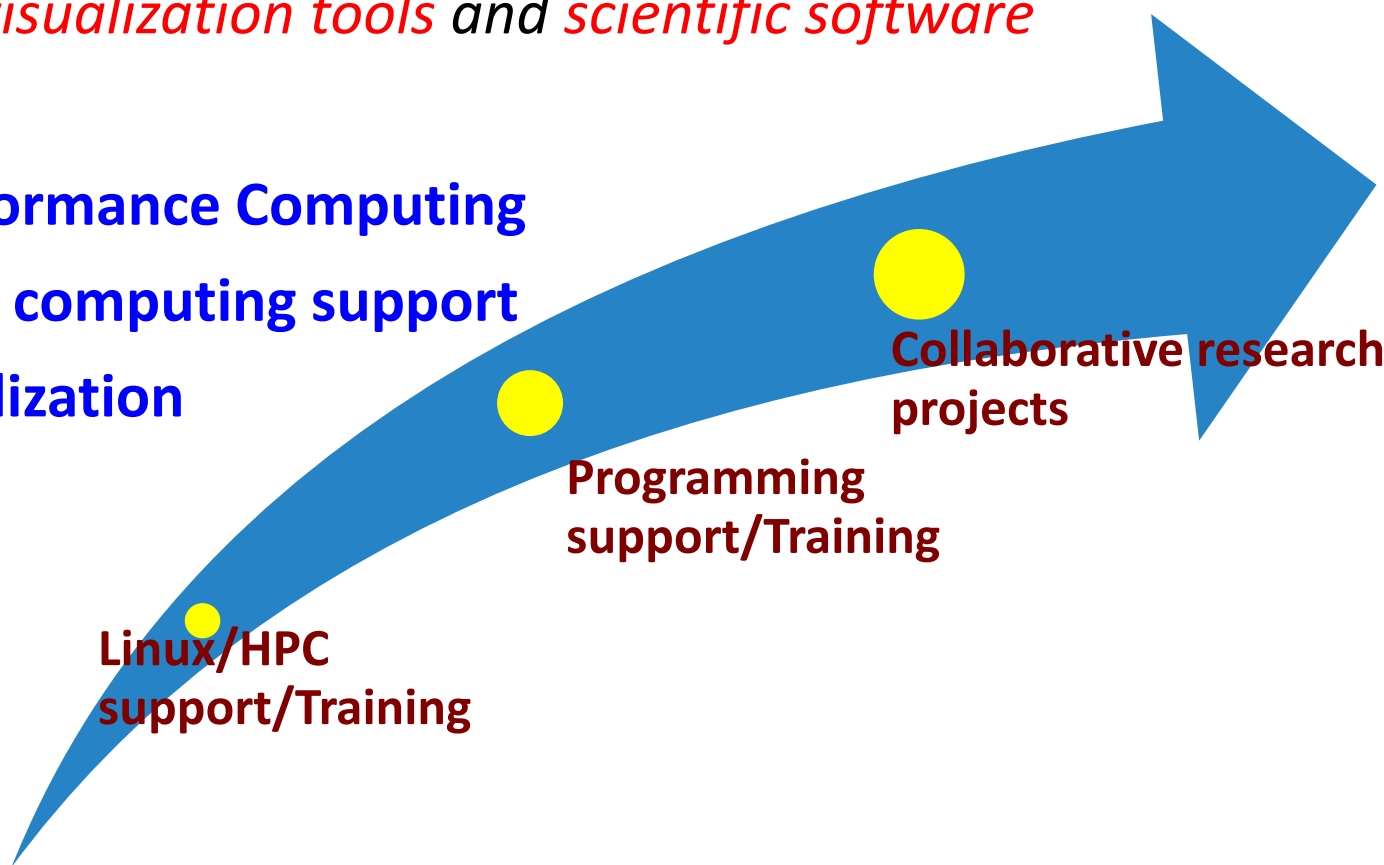 isualization tools and scientific software
ormance Computing
computing support
lization
Collaborative research
projects
Programming
support/Training
Linux/HPC
support/Training